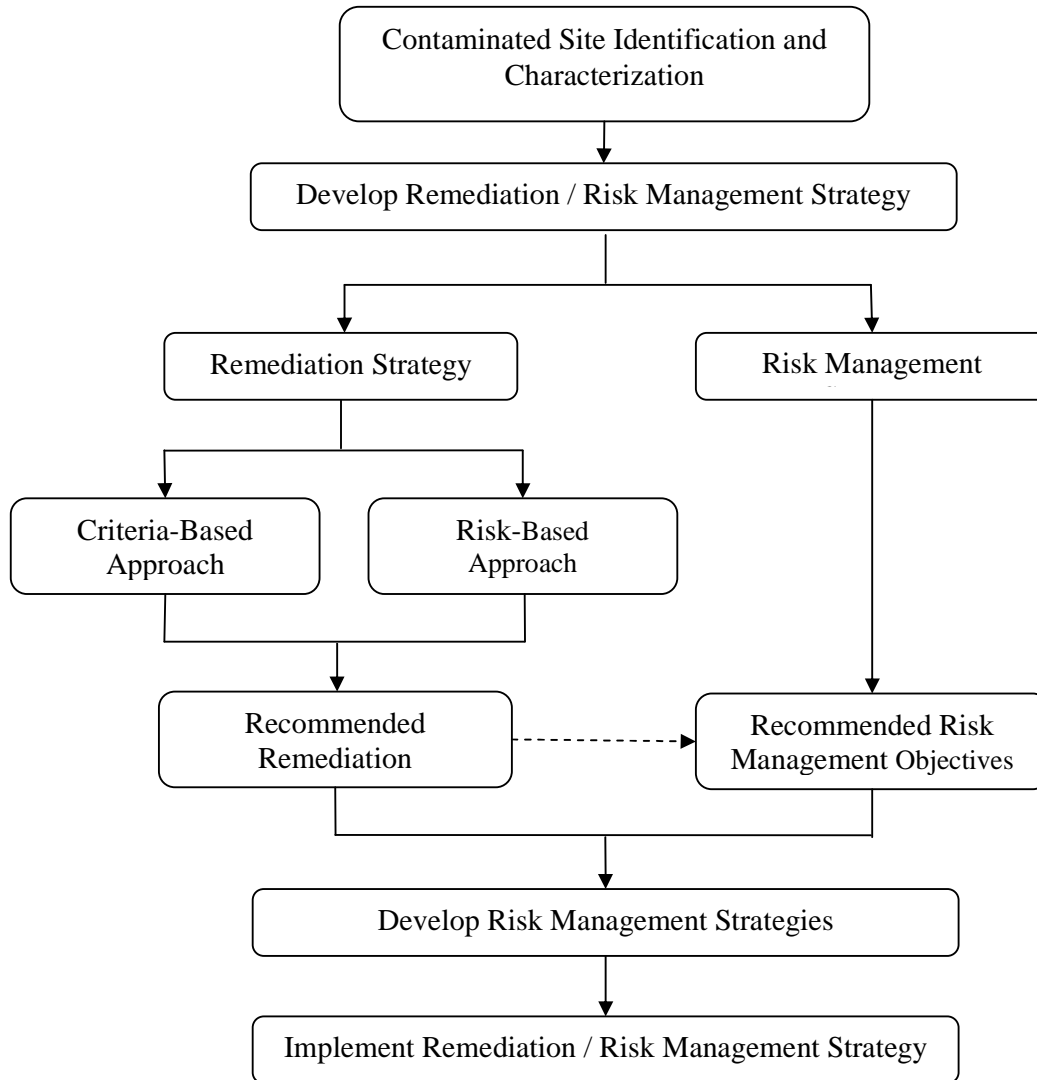 Contaminated Site Identification and
Characterization
Develop Remediation / Risk Management Strategy
Remediation Strategy
Risk Management
Criteria-Based
Approach
Risk-Based
Approach
Recommended
Remediation
Recommended Risk
Management Objectives
Develop Risk Management Strategies
Implement Remediation / Risk Management Strategy